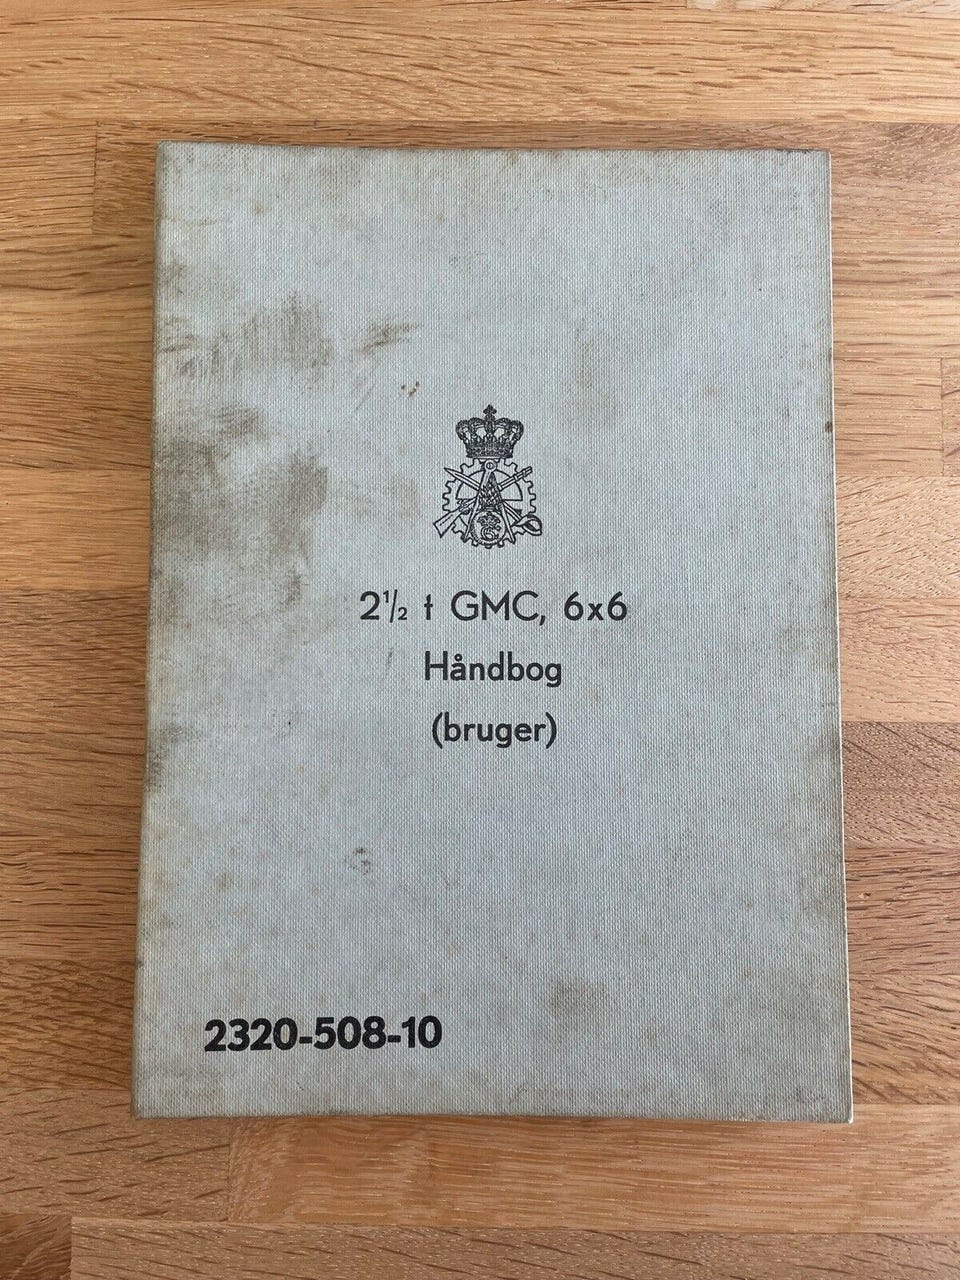 2½ t GMC, 6x6
Håndbog
(bruger)
2320-508-10